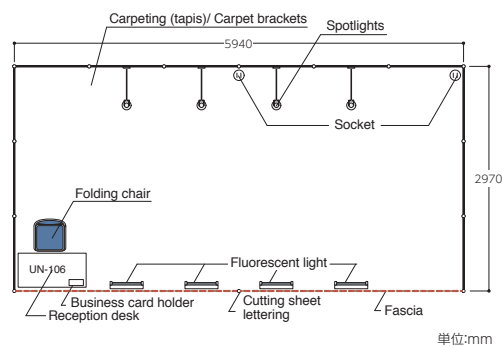 Carpeting (tapis)/ Carpet brackets
Spotlights
5940
Socket
2970
Folding chair
UN-106
Fluorescent light
Business card holder
Reception desk
Cutting sheet
lettering
Fascia
単位:mm